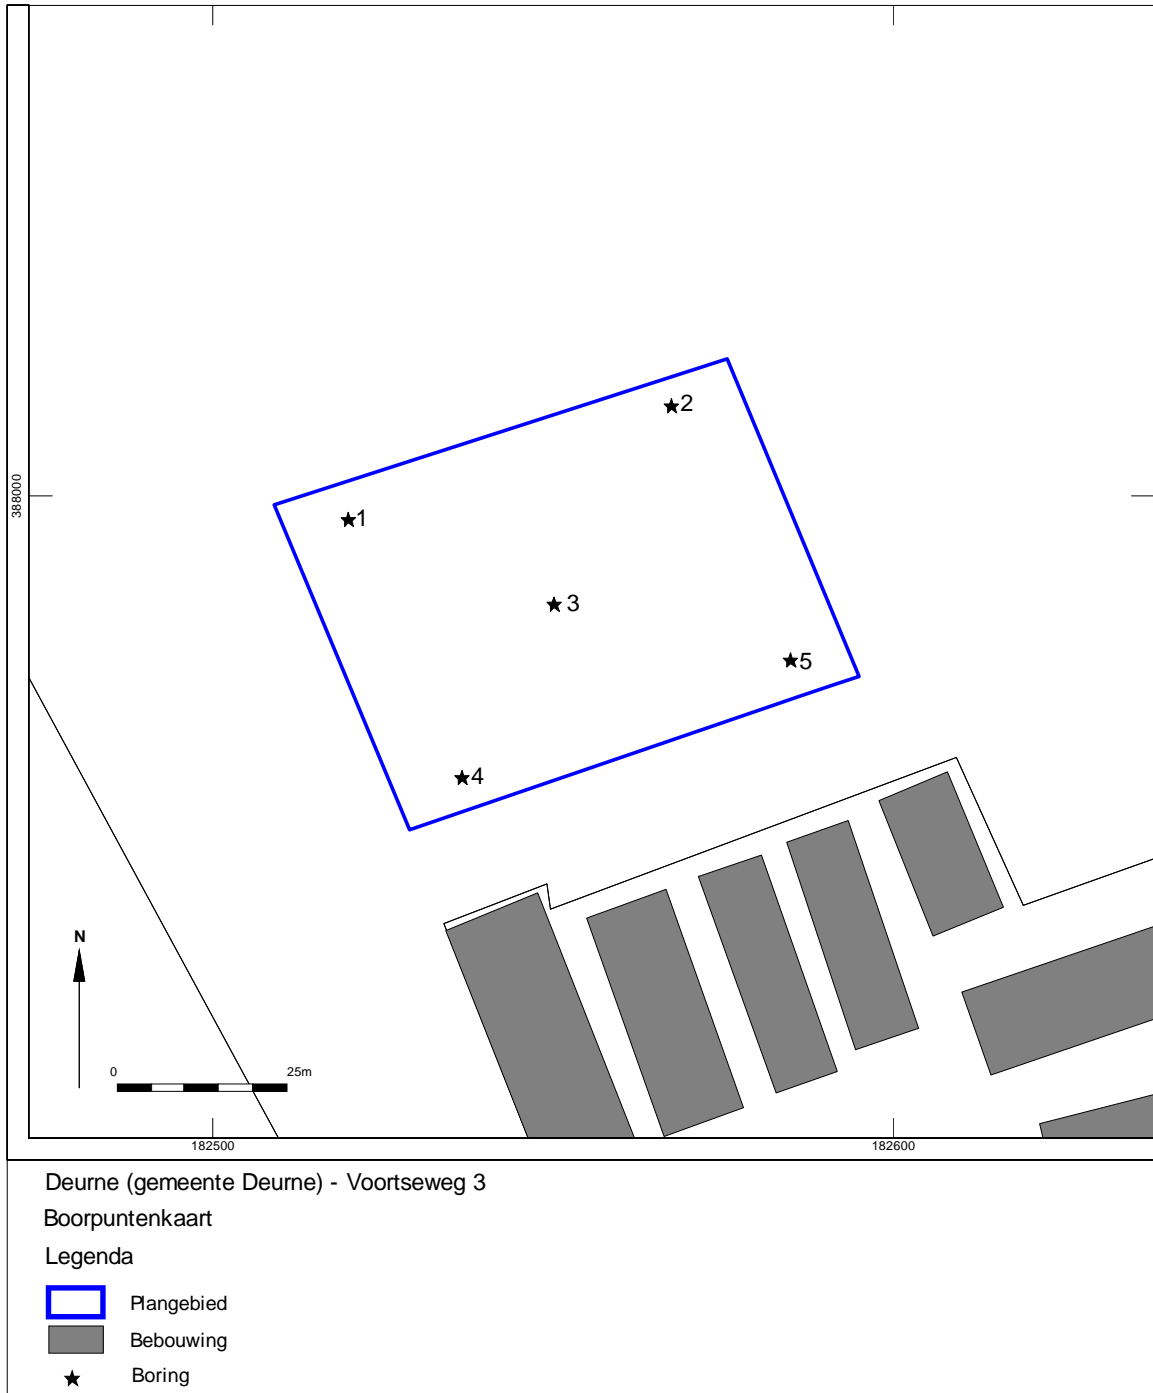 2
388000
1
3
5
4
N
0 25m
182500 182600
Deurne (gemeente Deurne) - Voortseweg 3
Boorpuntenkaart
Legenda
Plangebied
Bebouwing
Boring